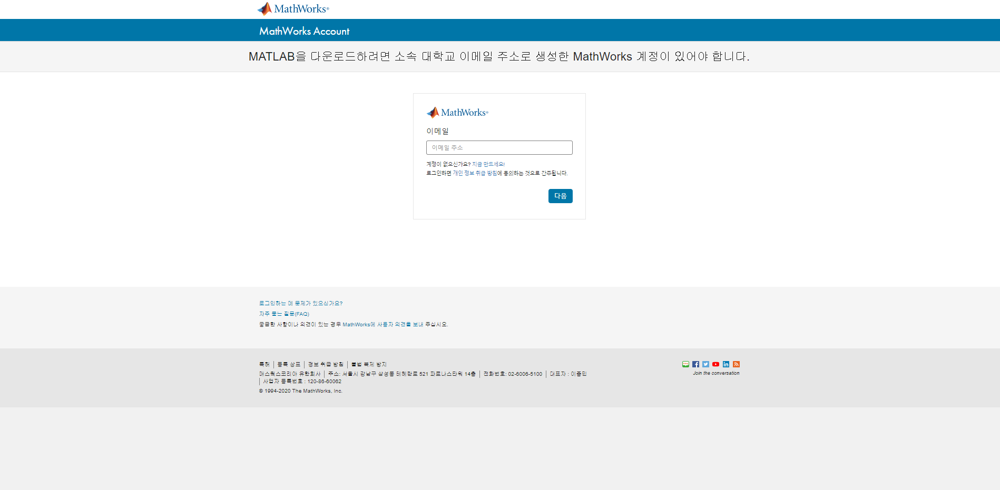 MathWorks®
MathWorks Account
MATLAB을 다운로드하려면 소속 대학교 이메일 주소로 생성한 MathWorks 계정이 있어야 합니다.
MathWorks®
이메일
이메일 주소
계정이 없으신가요? 지금 만드세요!
로그인하면 개인 정보 취급 방침에 동의하는 것으로 간주됩니다.
다음
로그인하는 데 문제가 있으신가요?
자주 묻는 질문(FAQ)
궁금한 사항이나 의견이 있는 경우 MathWorks에 사용자 의견을 보내 주십시오.
특허 | 등록 상표 | 정보 취급 방침 | 불법 복제 방지
매스웍스코리아 유한회사 | 주소: 서울시 강남구 삼성동 테헤란로 521 파르나스타워 14층 | 전화번호: 02-6006-5100 | 대표자 : 이종민
| 사업자 등록번호 : 120-86-60062
© 1994-2020 The MathWorks, Inc.
Join the conversation